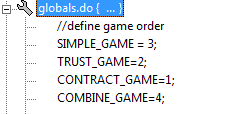 globals.do { ... }
//define game order
SIMPLE_GAME = 3;
TRUST_GAME=2;
CONTRACT_GAME=1;
COMBINE_GAME=4;